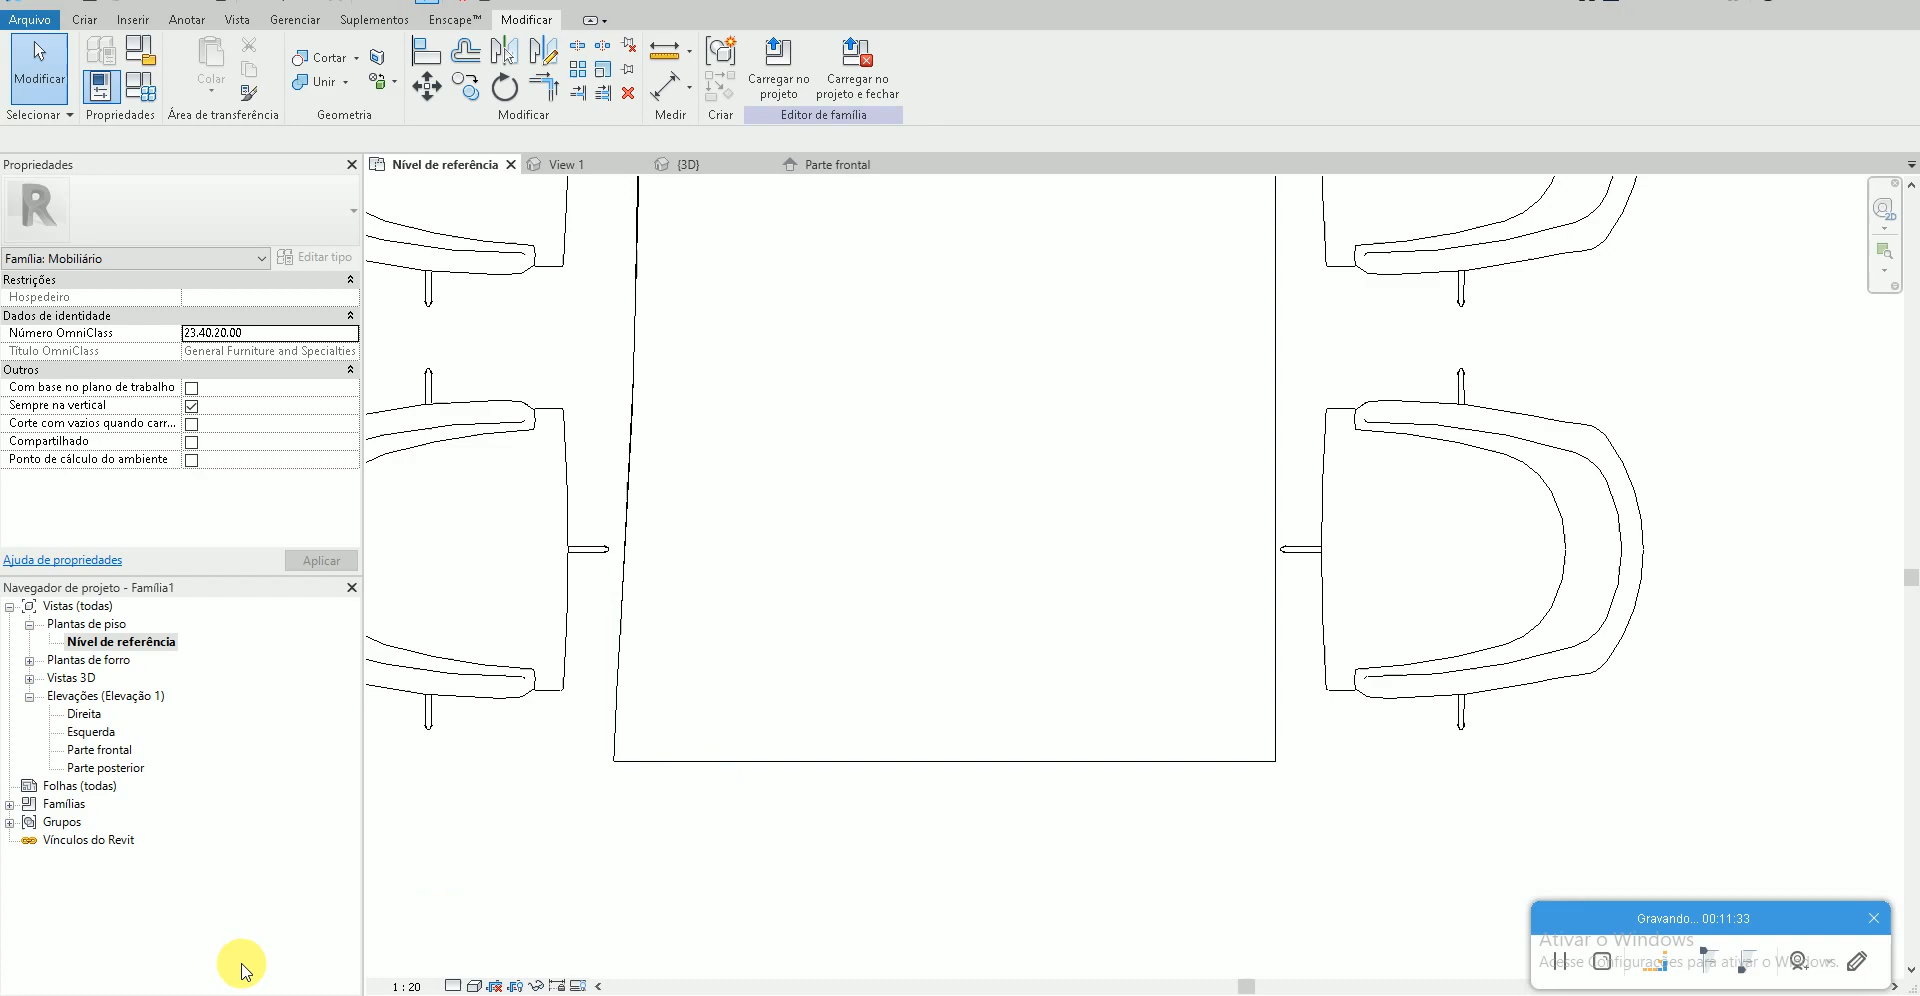 Arquivo Criar Inserir Anotar Vista Gerenciar Suplementos Enscape™ Modificar
Modificar
Colar
Cortar
Unir
Carregar no projeto
Carregar no projeto e fechar
Selecionar Propriedades Área de transferência Geometria Modificar Medir Criar Editor de família
Propriedades
Nível de referência View 1 {3D} Parte frontal
R
2D
Família: Mobiliário Editar tipo
Restrições
Hospedeiro
Dados de identidade
Número OmniClass 23.40.20.00
Título OmniClass General Furniture and Specialties
Outros
Com base no plano de trabalho
Sempre na vertical
Corte com vazios quando carr...
Compartilhado
Ponto de cálculo do ambiente
Ajuda de propriedades Aplicar
Navegador de projeto - Família1
Vistas (todas)
Plantas de piso
Nível de referência
Plantas de forro
Vistas 3D
Elevações (Elevação 1)
Direita
Esquerda
Parte frontal
Parte posterior
Folhas (todas)
Famílias
Grupos
Vínculos do Revit
Gravando... 00:11:33
Ativar o Windows
Acesse Configurações para ativar o Windows.
1 : 20